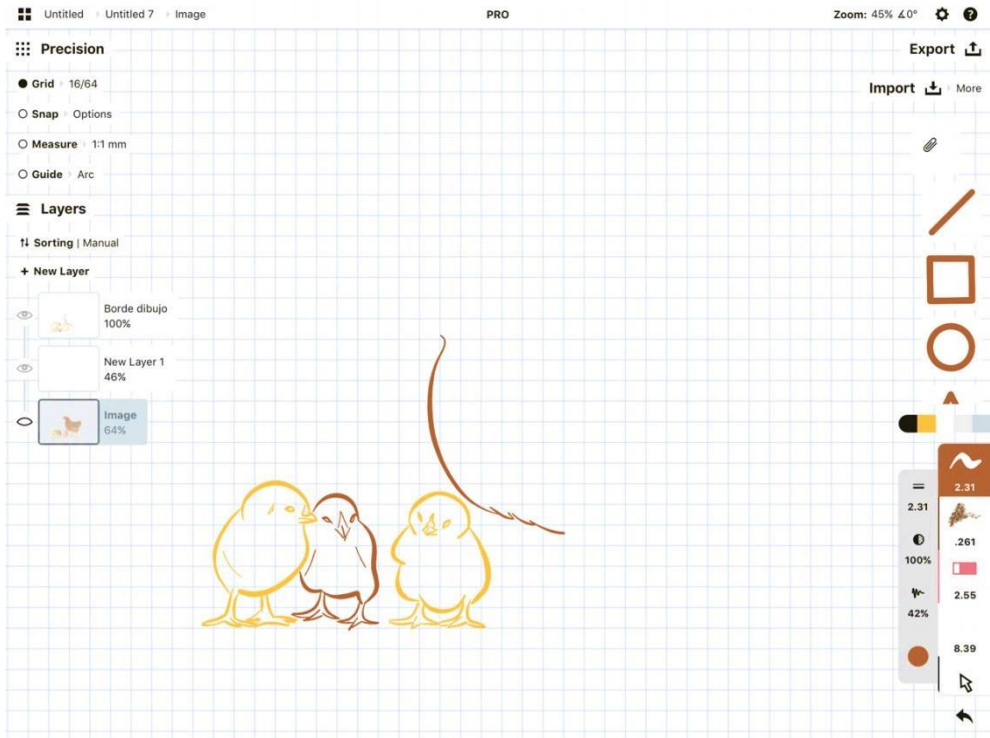 Untitled Untitled 7 Image
PRO
Zoom: 45% ∡0°
Precision
Grid 16/64
Snap Options
Measure 1:1 mm
Guide Arc
Layers
Sorting | Manual
+ New Layer
Borde dibujo
100%
New Layer 1
46%
Image
64%
Export
Import More
2.31
2.31
.261
100%
2.55
42%
8.39